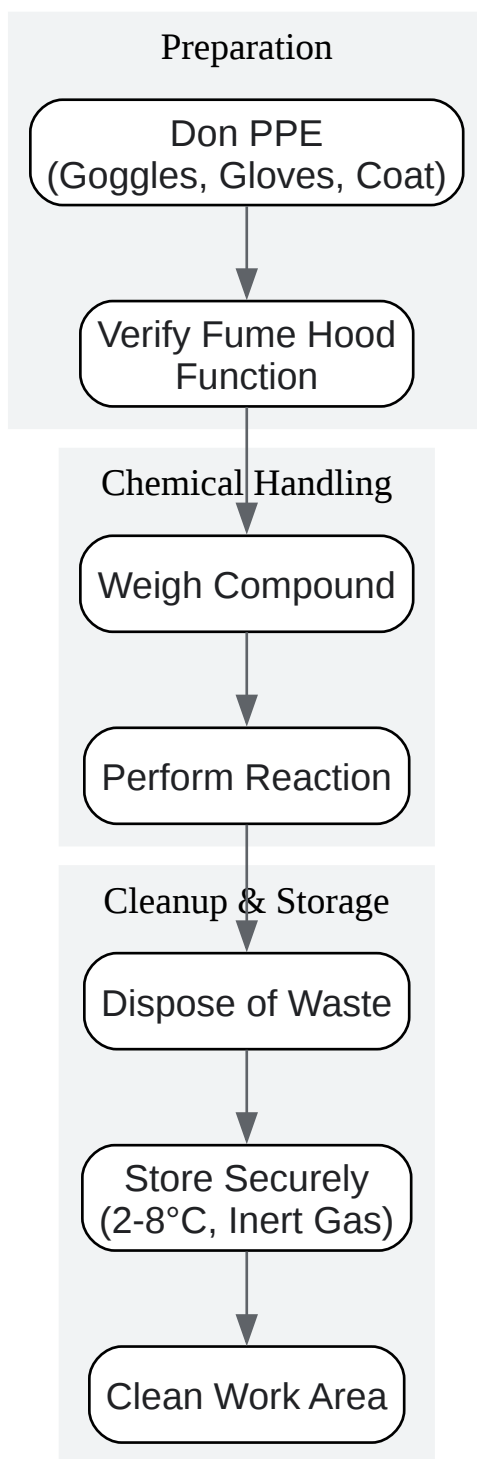 Preparation
Don PPE
(Goggles, Gloves, Coat)
Verify Fume Hood
Function
Chemical Handling
Weigh Compound
Perform Reaction
Cleanup & Storage
Dispose of Waste
Store Securely
(2-8°C, Inert Gas)
Clean Work Area